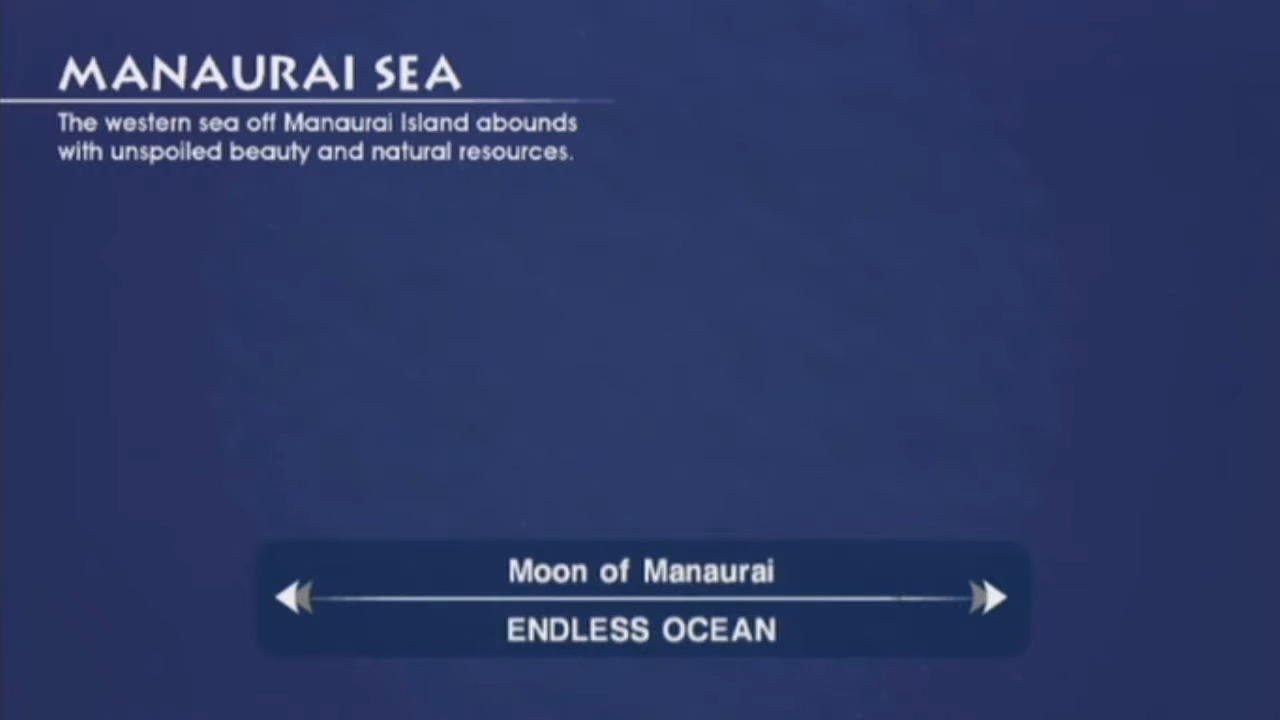 MANAURAI SEA
The western sea off Manaurai Island abounds
with unspoiled beauty and natural resources.
Moon of Manaurai
ENDLESS OCEAN